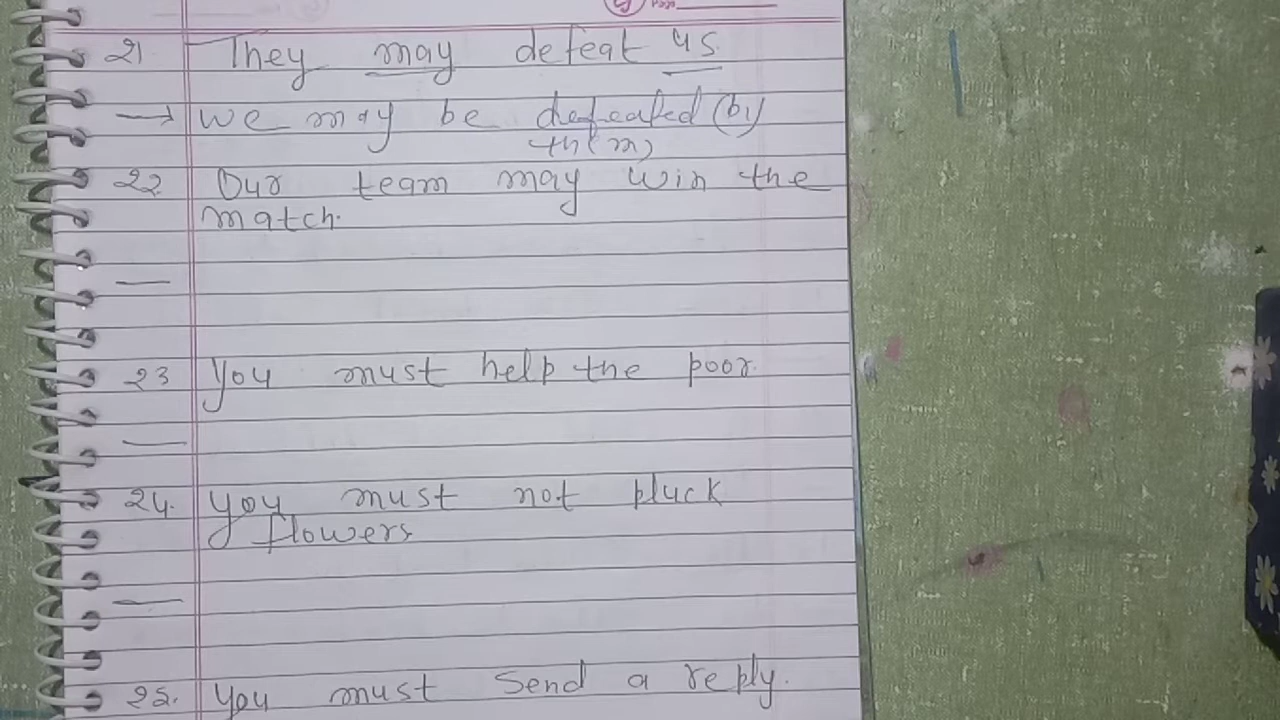 21 They may defeat us.
→ we may be defeated (by
them)
22 Our team may win the
match.
23 You must help the poor.
24. you must not pluck
flowers
25. you must send a reply.